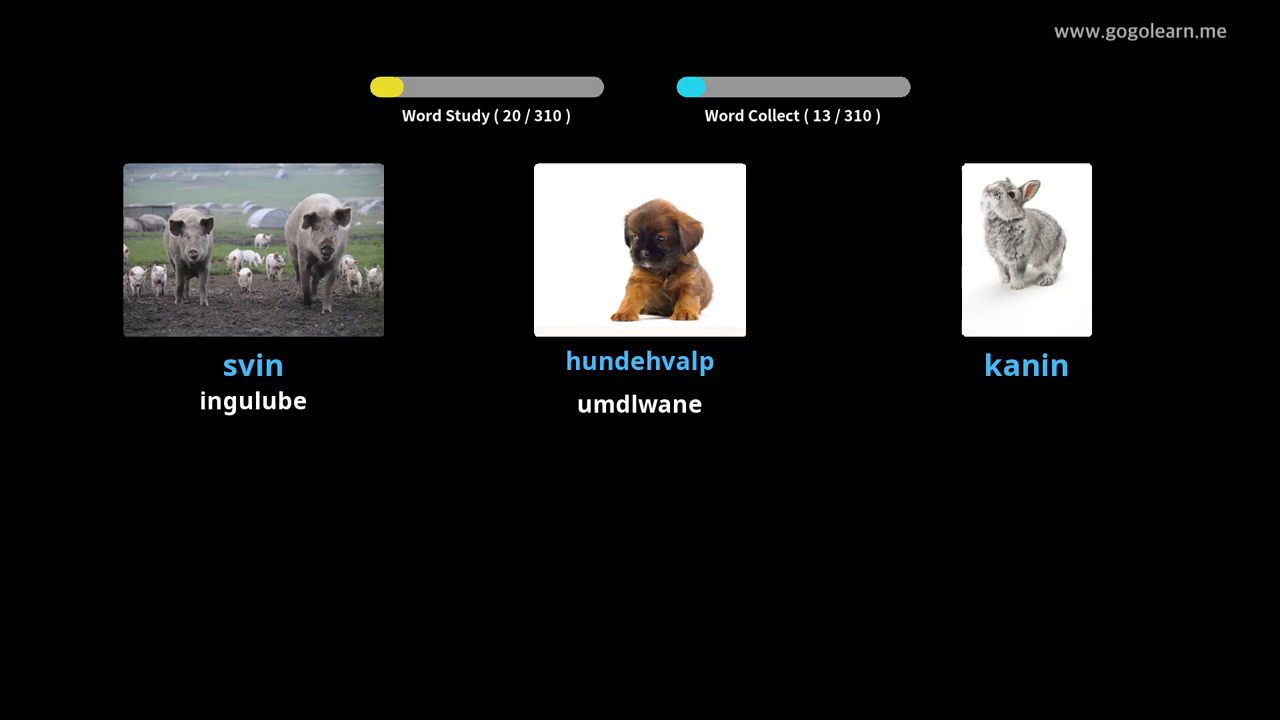 www.gogolearn.me
Word Study ( 20 / 310 )
Word Collect ( 13 / 310 )
svin
hundehvalp
kanin
ingulube
umdlwane